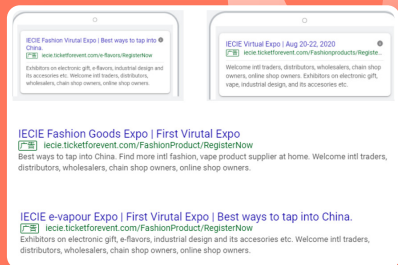 IECIE Fashion Virutal Expo | Best ways to tap into
China.
广告 iecie.ticketforevent.com/e-flavors/RegisterNow
Exhibitors on electronic gift, e-flavors, industrial design and
its accesories etc. Welcome intl traders, distributors,
wholesalers, chain shop owners, online shop owners.
IECIE Virtual Expo | Aug 20-22, 2020
广告 iecie.ticketforevent.com/FashionProducts/Registe...
Welcome intl traders, distributors, wholesalers, chain shop
owners, online shop owners. Exhibitors on electronic gift,
vape, industrial design, and its accesories etc.
IECIE Fashion Goods Expo | First Virutal Expo
广告 iecie.ticketforevent.com/FashionProduct/RegisterNow
Best ways to tap into China. Find more intl fashion, vape product supplier at home. Welcome intl traders,
distributors, wholesalers, chain shop owners, online shop owners.
IECIE e-vapour Expo | First Virutal Expo | Best ways to tap into China.
广告 iecie.ticketforevent.com/FashionProduct/RegisterNow
Exhibitors on electronic gift, e-flavors, industrial design and its accesories etc. Welcome intl traders,
distributors, wholesalers, chain shop owners, online shop owners.